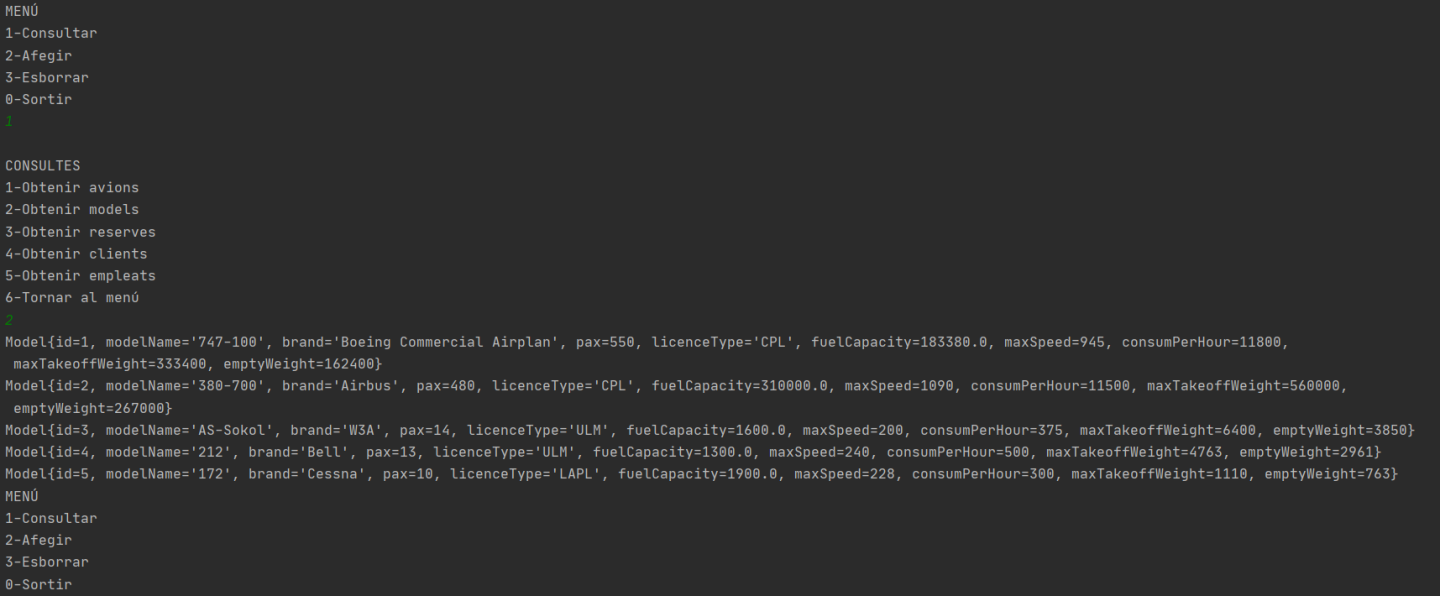 MENÚ
1-Consultar
2-Afegir
3-Esborrar
0-Sortir
1
CONSULTES
1-Obtenir avions
2-Obtenir models
3-Obtenir reserves
4-Obtenir clients
5-Obtenir empleats
6-Tornar al menú
2
Model{id=1, modelName='747-100', brand='Boeing Commercial Airplan', pax=550, licenceType='CPL', fuelCapacity=183380.0, maxSpeed=945, consumPerHour=11800,
maxTakeoffWeight=333400, emptyWeight=162400}
Model{id=2, modelName='380-700', brand='Airbus', pax=480, licenceType='CPL', fuelCapacity=310000.0, maxSpeed=1090, consumPerHour=11500, maxTakeoffWeight=560000,
emptyWeight=267000}
Model{id=3, modelName='AS-Sokol', brand='W3A', pax=14, licenceType='ULM', fuelCapacity=1600.0, maxSpeed=200, consumPerHour=375, maxTakeoffWeight=6400, emptyWeight=3850}
Model{id=4, modelName='212', brand='Bell', pax=13, licenceType='ULM', fuelCapacity=1300.0, maxSpeed=240, consumPerHour=500, maxTakeoffWeight=4763, emptyWeight=2961}
Model{id=5, modelName='172', brand='Cessna', pax=10, licenceType='LAPL', fuelCapacity=1900.0, maxSpeed=228, consumPerHour=300, maxTakeoffWeight=1110, emptyWeight=763}
MENÚ
1-Consultar
2-Afegir
3-Esborrar
0-Sortir